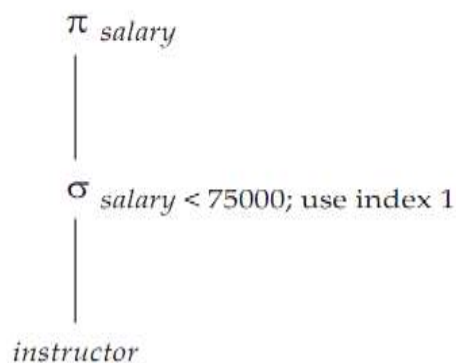 π salary
σ salary < 75000; use index 1
instructor